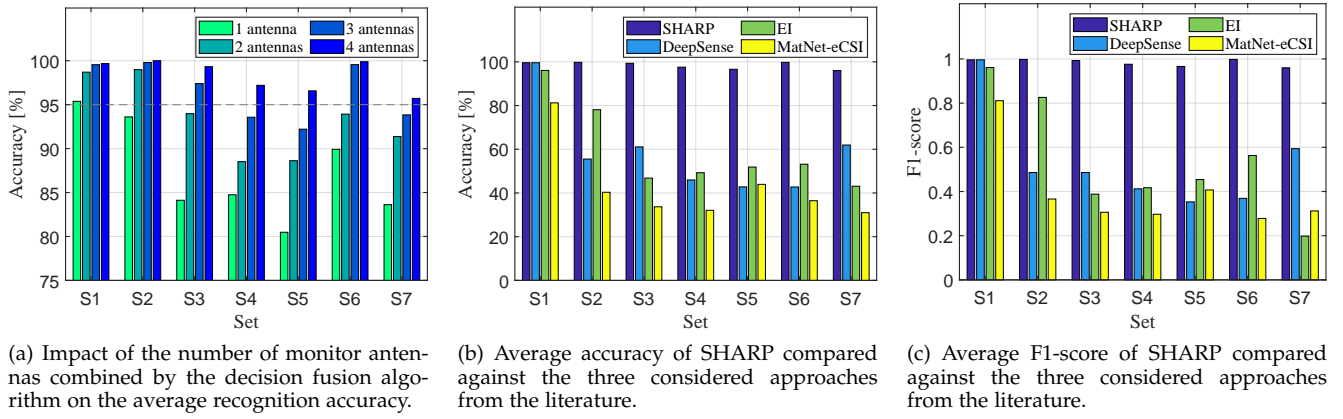 1 antenna
2 antennas
3 antennas
4 antennas
Accuracy [%]
100
95
90
85
80
75
S1 S2 S3 S4 S5 S6 S7
Set
(a) Impact of the number of monitor anten-
nas combined by the decision fusion algo-
rithm on the average recognition accuracy.
SHARP
DeepSense
EI
MatNet-eCSI
Accuracy [%]
100
80
60
40
20
0
S1 S2 S3 S4 S5 S6 S7
Set
(b) Average accuracy of SHARP compared
against the three considered approaches
from the literature.
SHARP
DeepSense
EI
MatNet-eCSI
F1-score
1
0.8
0.6
0.4
0.2
0
S1 S2 S3 S4 S5 S6 S7
Set
(c) Average F1-score of SHARP compared
against the three considered approaches
from the literature.